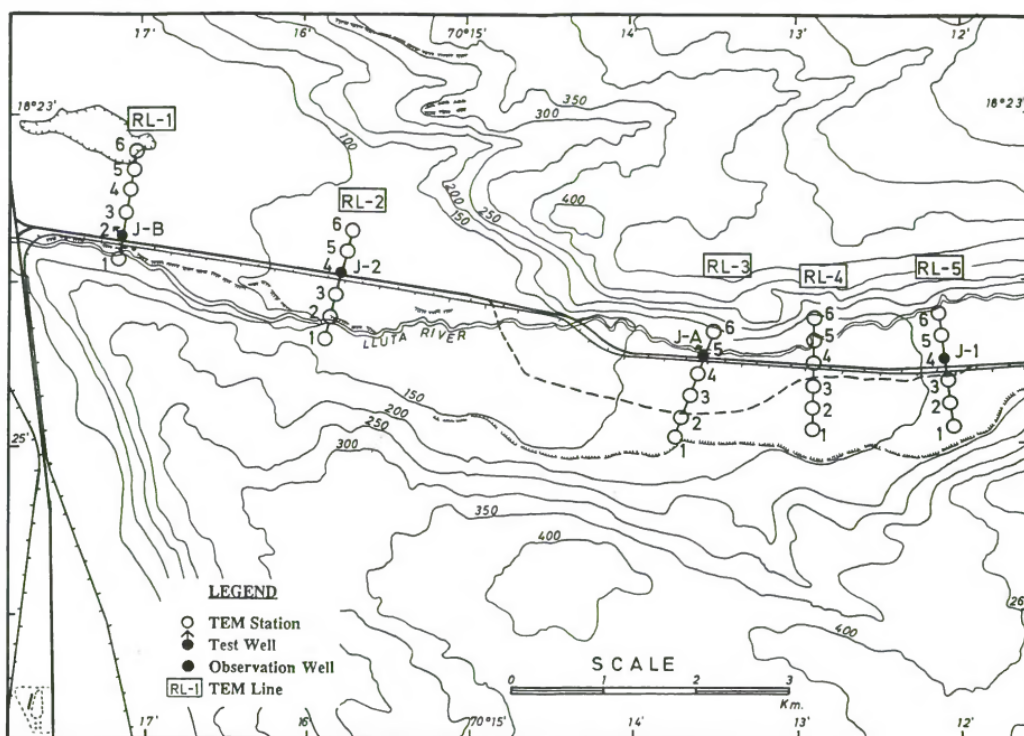 17' 16' 70°15' 14' 13' 12'
18°23' 18°23'
RL-1
6
5
4
3
2 J-B
1
100
350
300
200
150
250
400
RL-2
6
5
4 J-2
3
2
1
LLUTA RIVER
RL-3
6
J-A 5
4
3
2
1
RL-4
6
5
4
3
2
1
RL-5
6
5
4 J-1
3
2
1
25'
150
200
250
300
350
400
400
26
LEGEND
TEM Station
Test Well
Observation Well
RL-1 TEM Line
SCALE
0 1 2 3
Km.
17' 16' 70°15' 14' 13' 12'